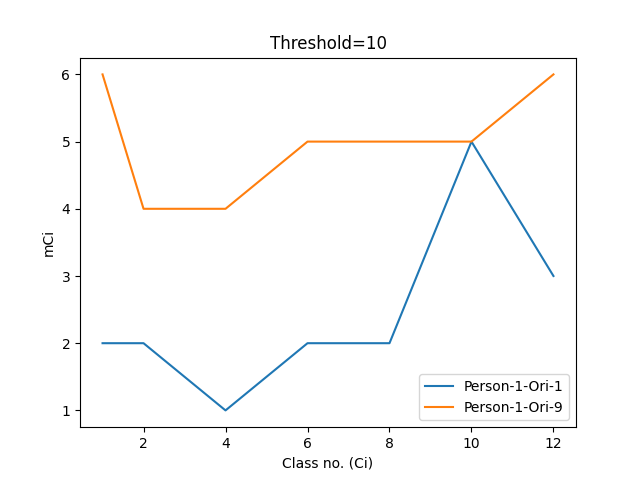 Threshold=10
6
5
4
3
2
1
mCi
2
4
6
8
10
12
Class no. (Ci)
Person-1-Ori-1
Person-1-Ori-9